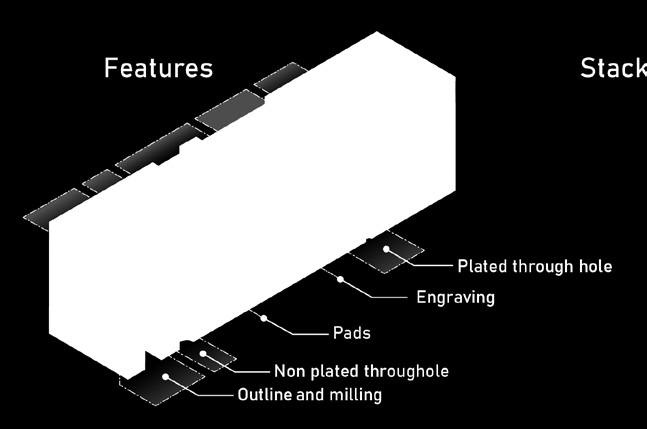 Features
Stack
Plated through hole
Engraving
Pads
Non plated throughole
Outline and milling